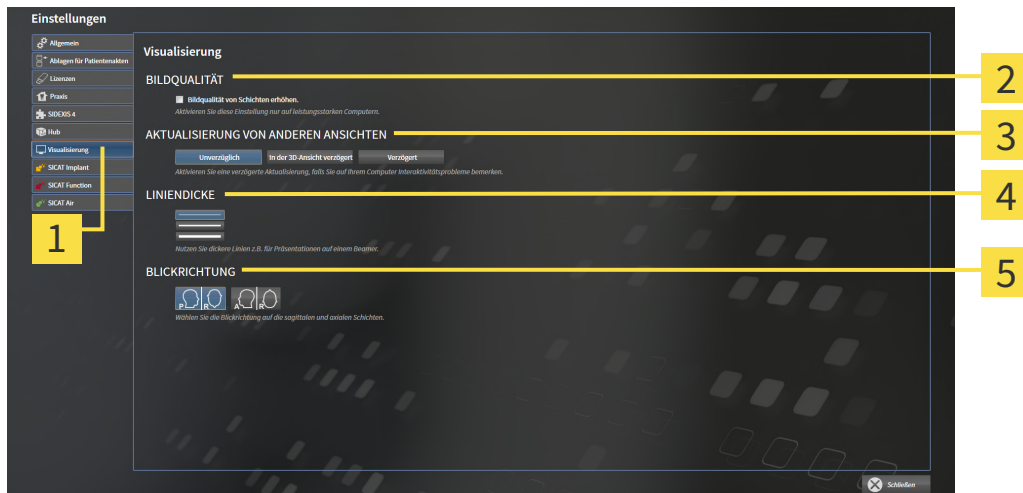 Einstellungen
Allgemein
Ablagen für Patientenakten
Lizenzen
Praxis
SIDEXIS 4
Hub
Visualisierung
SICAT Implant
SICAT Function
SICAT Air
1
Visualisierung
BILDQUALITÄT
2
Bildqualität von Schichten erhöhen.
Aktivieren Sie diese Einstellung nur auf leistungsstarken Computern.
AKTUALISIERUNG VON ANDEREN ANSICHTEN
3
Unverzüglich In der 3D-Ansicht verzögert Verzögert
Aktivieren Sie eine verzögerte Aktualisierung, falls Sie auf Ihrem Computer Interaktivitätsprobleme bemerken.
LINIENDICKE
4
Nutzen Sie dickere Linien z.B. für Präsentationen auf einem Beamer.
BLICKRICHTUNG
5
P R A R
Wählen Sie die Blickrichtung auf die sagittalen und axialen Schichten.
Schließen